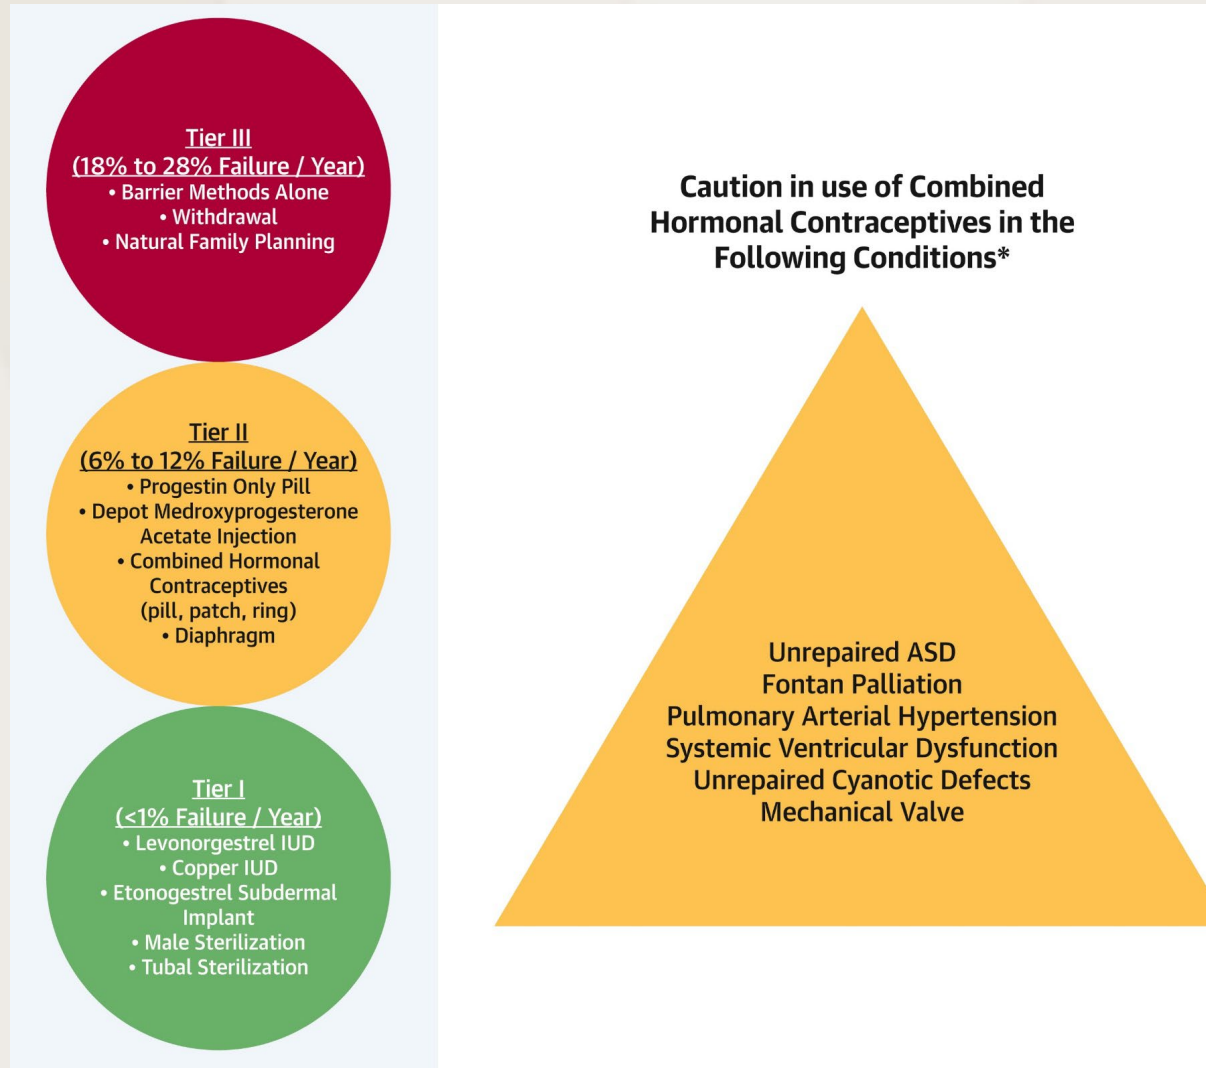 Tier III
(18% to 28% Failure / Year)
• Barrier Methods Alone
• Withdrawal
• Natural Family Planning
Tier II
(6% to 12% Failure / Year)
• Progestin Only Pill
• Depot Medroxyprogesterone
Acetate Injection
• Combined Hormonal
Contraceptives
(pill, patch, ring)
• Diaphragm
Tier I
(<1% Failure / Year)
• Levonorgestrel IUD
• Copper IUD
• Etonogestrel Subdermal
Implant
• Male Sterilization
• Tubal Sterilization
Caution in use of Combined
Hormonal Contraceptives in the
Following Conditions*
Unrepaired ASD
Fontan Palliation
Pulmonary Arterial Hypertension
Systemic Ventricular Dysfunction
Unrepaired Cyanotic Defects
Mechanical Valve